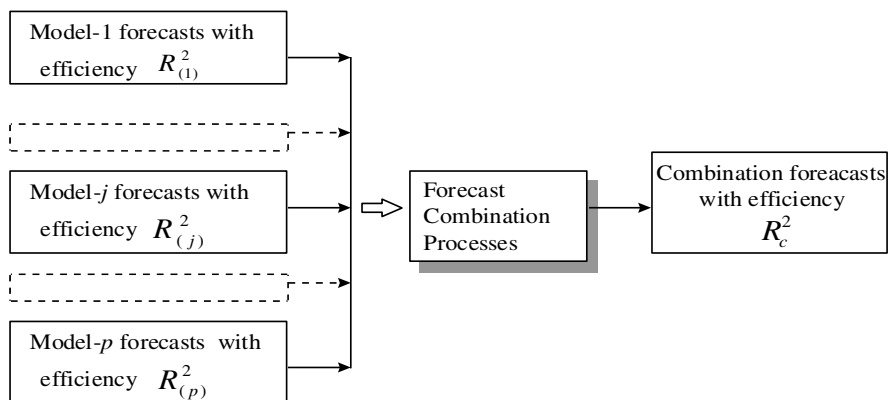 Model-1 forecasts with
efficiency R²₍₁₎
Model-j forecasts with
efficiency R²₍ⱼ₎
Model-p forecasts with
efficiency R²₍ₚ₎
Forecast
Combination
Processes
Combination foreacasts
with efficiency
R²_c